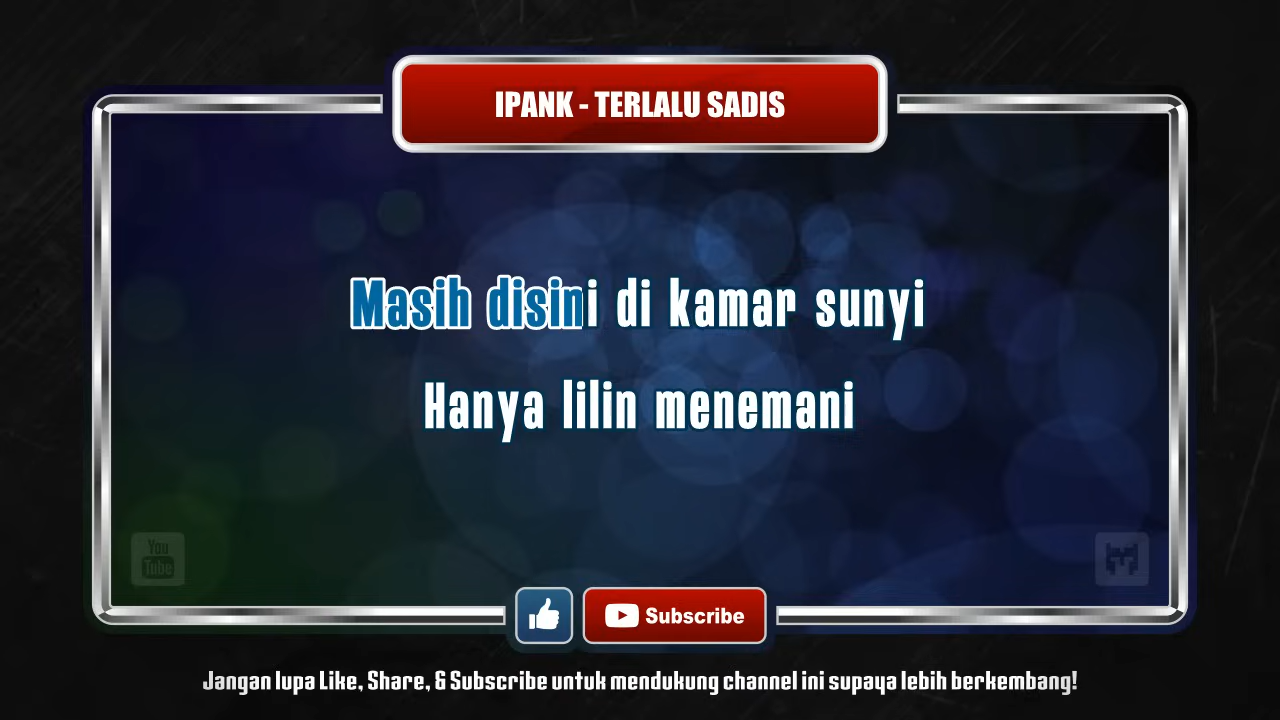 IPANK - TERLALU SADIS
Masih disini di kamar sunyi
Hanya lilin menemani
You
Tube
Subscribe
Jangan lupa Like, Share, & Subscribe untuk mendukung channel ini supaya lebih berkembang!